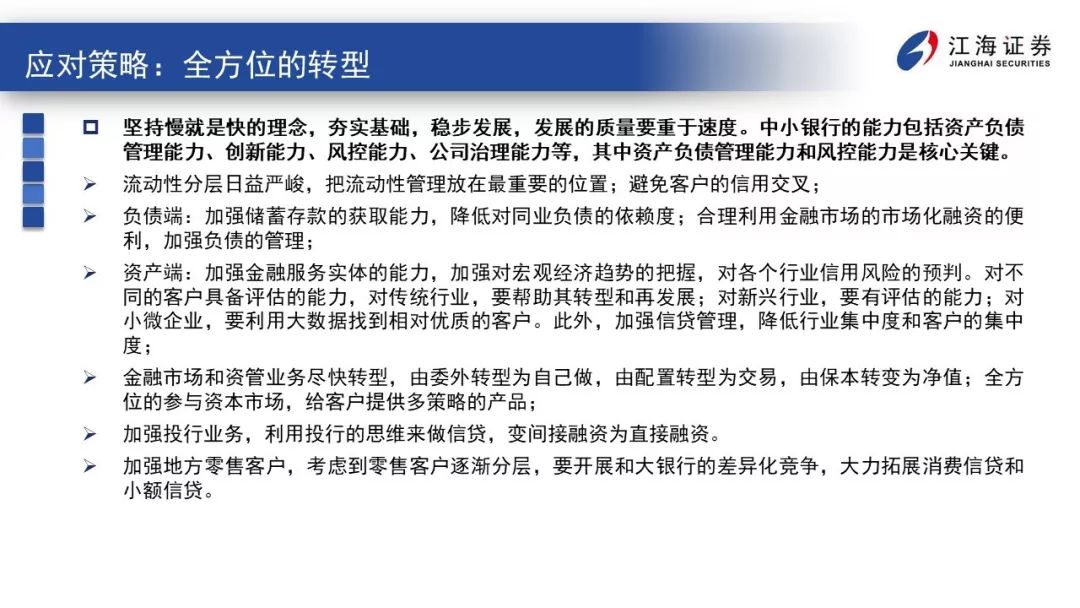 应对策略：全方位的转型
江海证券
JIANGHAI SECURITIES
坚持慢就是快的理念，夯实基础，稳步发展，发展的质量要重于速度。中小银行的能力包括资产负债
管理能力、创新能力、风控能力、公司治理能力等，其中资产负债管理能力和风控能力是核心关键。
流动性分层日益严峻，把流动性管理放在最重要的位置；避免客户的信用交叉；
负债端：加强储蓄存款的获取能力，降低对同业负债的依赖度；合理利用金融市场的市场化融资的便
利，加强负债的管理；
资产端：加强金融服务实体的能力，加强对宏观经济趋势的把握，对各个行业信用风险的预判。对不
同的客户具备评估的能力，对传统行业，要帮助其转型和再发展；对新兴行业，要有评估的能力；对
小微企业，要利用大数据找到相对优质的客户。此外，加强信贷管理，降低行业集中度和客户的集中
度；
金融市场和资管业务尽快转型，由委外转型为自己做，由配置转型为交易，由保本转变为净值；全方
位的参与资本市场，给客户提供多策略的产品；
加强投行业务，利用投行的思维来做信贷，变间接融资为直接融资。
加强地方零售客户，考虑到零售客户逐渐分层，要开展和大银行的差异化竞争，大力拓展消费信贷和
小额信贷。